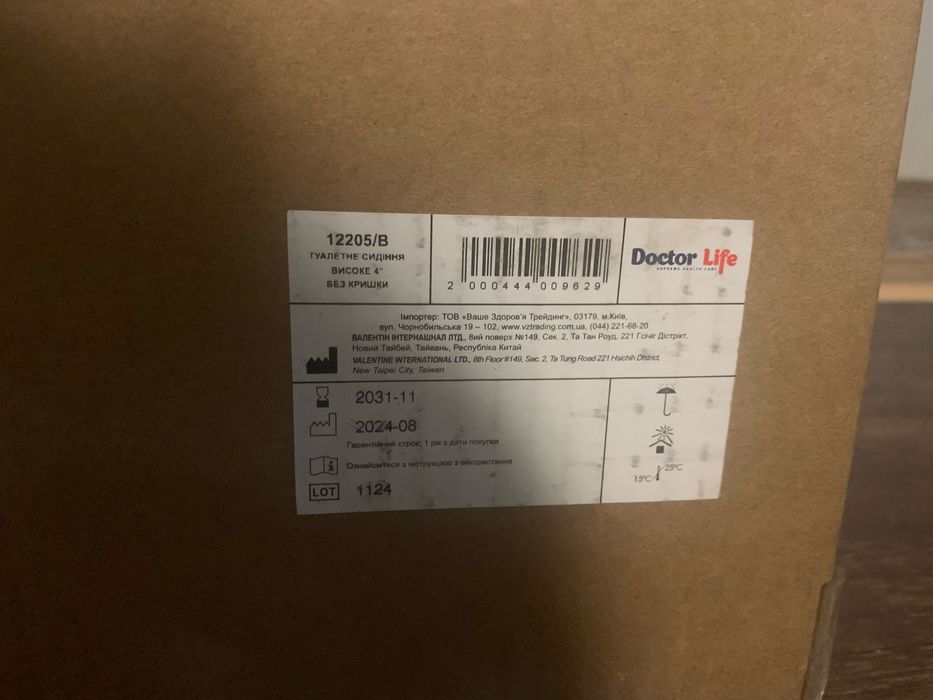 12205/B
ТУАЛЕТНЕ СИДІННЯ
ВИСОКЕ 4"
БЕЗ КРИШКИ
2 000444 009629
Doctor Life
SUPREME HEALTH CARE
Імпортер: ТОВ «Ваше Здоров'я Трейдинг», 03179, м.Київ,
вул. Чорнобильська 19 – 102, www.vztrading.com.ua, (044) 221-68-20
ВАЛЕНТІН ІНТЕРНАШНАЛ ЛТД., 8ий поверх №149, Сек. 2, Та Тан Роуд. 221 Гсічіг Дістрікт,
Новий Тайбей, Тайвань, Республіка Китай
VALENTINE INTERNATIONAL LTD., 8th Floor#149, Sec. 2, Ta Tung Road 221 Hsichih District,
New Taipei City, Taiwan
2031-11
2024-08
Гарантійний строк: 1 рік з дати покупки
Ознайомтеся з інструкцією з використання
LOT 1124
15°C 25°C